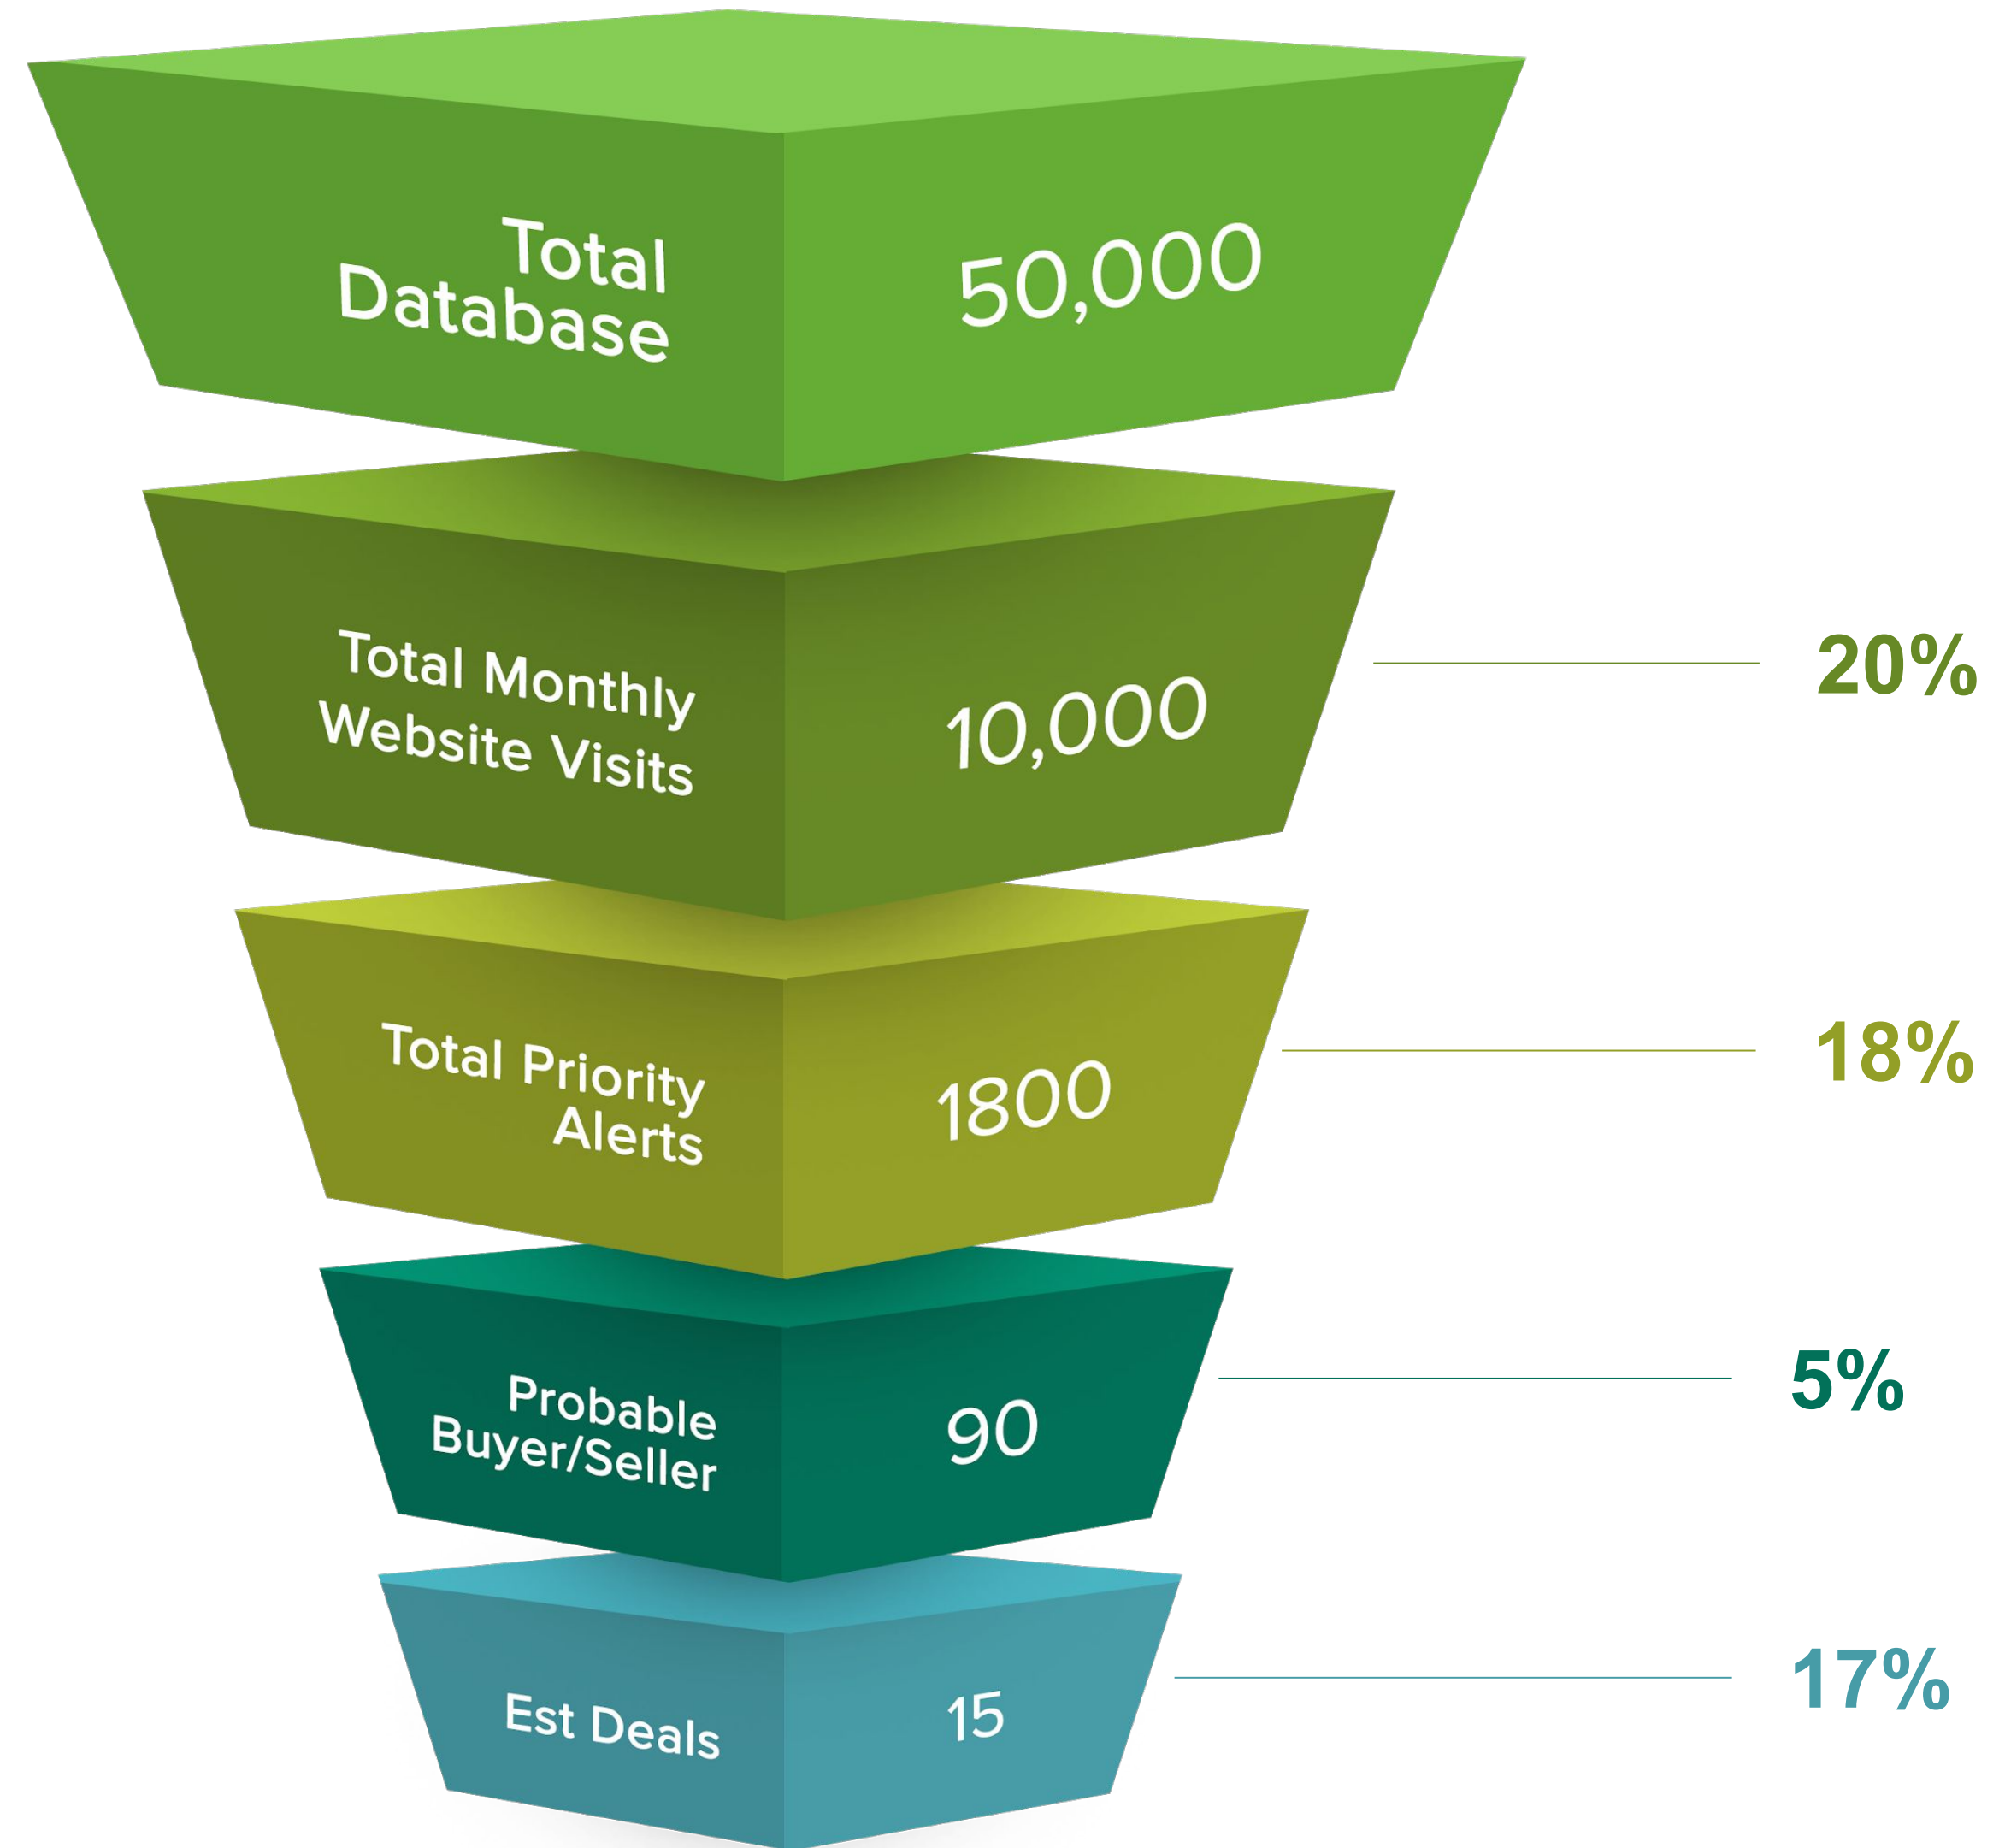 Total
Database
50,000
Total Monthly
Website Visits
10,000
20%
Total Priority
Alerts
1800
18%
Probable
Buyer/Seller
90
5%
Est Deals
15
17%